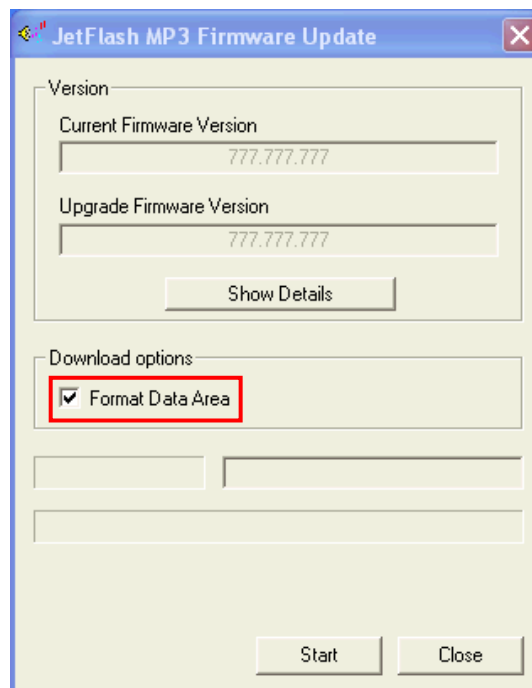 JetFlash MP3 Firmware Update
Version
Current Firmware Version
777.777.777
Upgrade Firmware Version
777.777.777
Show Details
Download options
Format Data Area
Start
Close